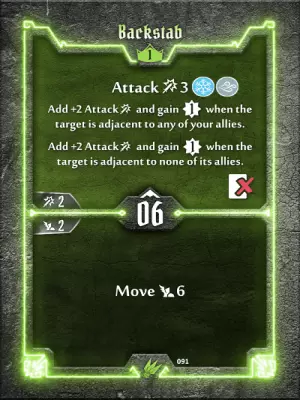 Backstab
1
Attack 3
Add +2 Attack and gain 1 when the
target is adjacent to any of your allies.
Add +2 Attack and gain 1 when the
target is adjacent to none of its allies.
2
2
06
Move 6
091